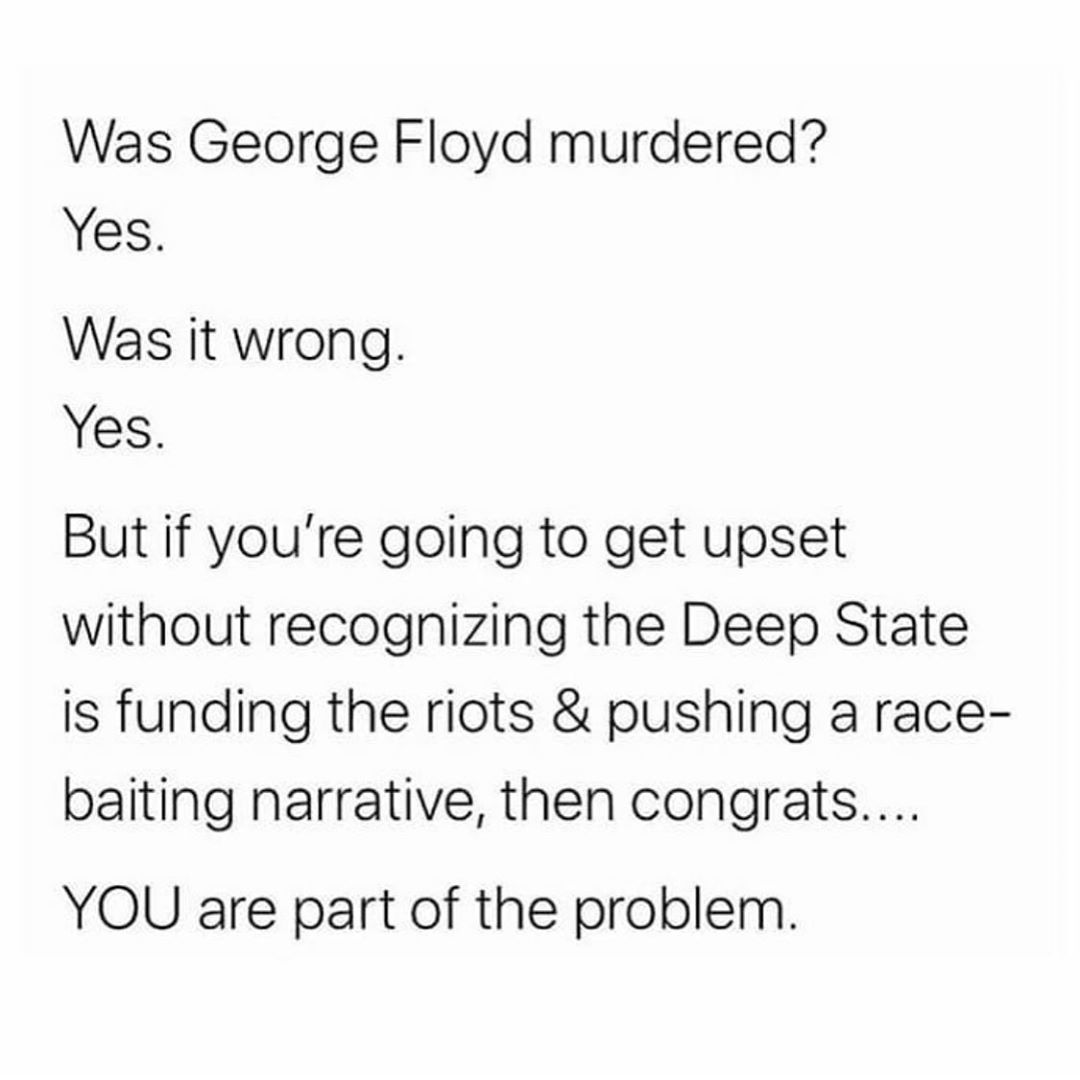 Was George Floyd murdered?
Yes.
Was it wrong.
Yes.
But if you're going to get upset
without recognizing the Deep State
is funding the riots & pushing a race-
baiting narrative, then congrats....
YOU are part of the problem.